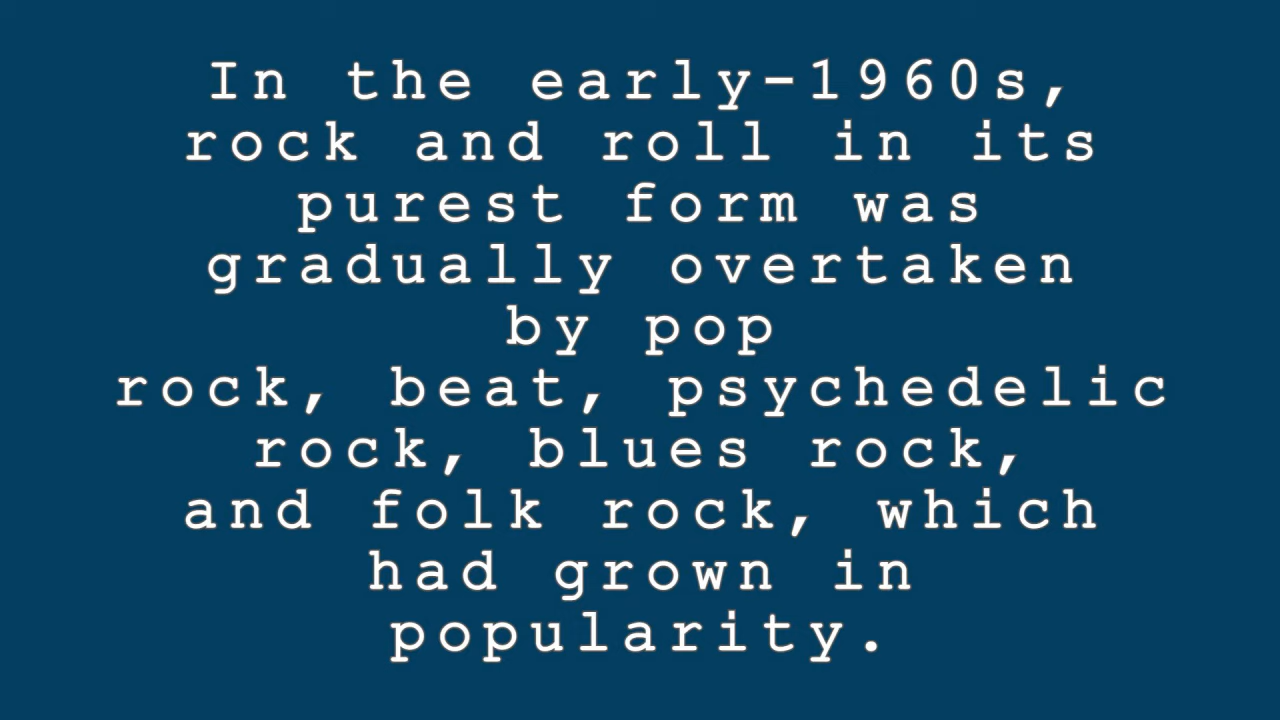 In the early-1960s,
rock and roll in its
purest form was
gradually overtaken
by pop
rock, beat, psychedelic
rock, blues rock,
and folk rock, which
had grown in
popularity.